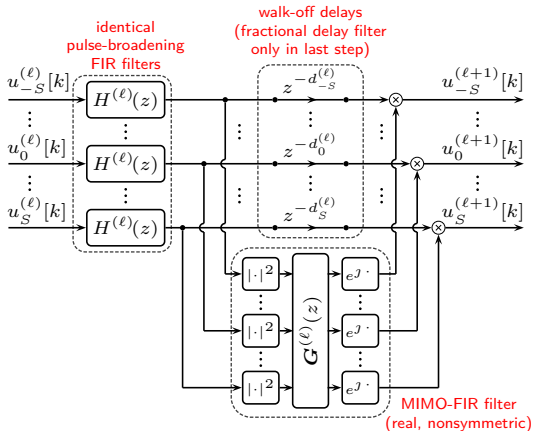 identical
pulse-broadening
FIR filters
walk-off delays
(fractional delay filter
only in last step)
u_{-S}^{(ℓ)}[k] H^{(ℓ)}(z) z^{-d_{-S}^{(ℓ)}} ⊗ u_{-S}^{(ℓ+1)}[k]
⋮ ⋮ ⋮ ⋮ ⋮
u_0^{(ℓ)}[k] H^{(ℓ)}(z) z^{-d_0^{(ℓ)}} ⊗ u_0^{(ℓ+1)}[k]
⋮ ⋮ ⋮ ⋮ ⋮
u_S^{(ℓ)}[k] H^{(ℓ)}(z) z^{-d_S^{(ℓ)}} ⊗ u_S^{(ℓ+1)}[k]
|·|² e^{ȷ·}
⋮ ⋮
|·|² G^{(ℓ)}(z) e^{ȷ·}
⋮ ⋮
|·|² e^{ȷ·}
MIMO-FIR filter
(real, nonsymmetric)